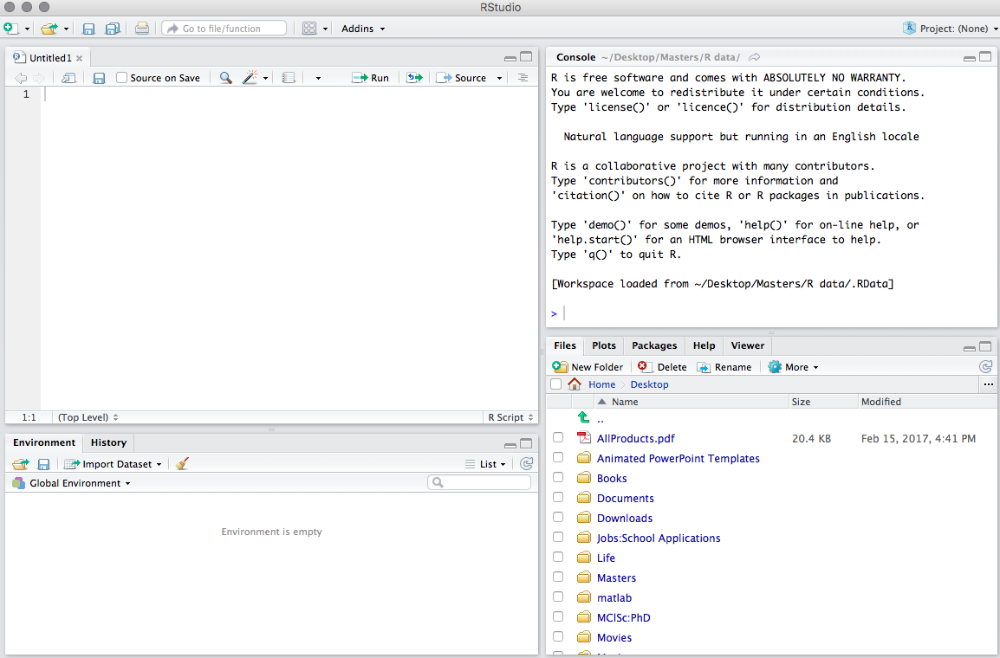 RStudio
Go to file/function
Addins
Project: (None)
Untitled1
Source on Save
Run
Source
1
1:1
(Top Level)
R Script
Console ~/Desktop/Masters/R data/
R is free software and comes with ABSOLUTELY NO WARRANTY.
You are welcome to redistribute it under certain conditions.
Type 'license()' or 'licence()' for distribution details.
Natural language support but running in an English locale
R is a collaborative project with many contributors.
Type 'contributors()' for more information and
'citation()' on how to cite R or R packages in publications.
Type 'demo()' for some demos, 'help()' for on-line help, or
'help.start()' for an HTML browser interface to help.
Type 'q()' to quit R.
[Workspace loaded from ~/Desktop/Masters/R data/.RData]
>
Environment History
Import Dataset
List
Global Environment
Environment is empty
Files Plots Packages Help Viewer
New Folder Delete Rename More
Home Desktop
Name Size Modified
..
AllProducts.pdf 20.4 KB Feb 15, 2017, 4:41 PM
Animated PowerPoint Templates
Books
Documents
Downloads
Jobs:School Applications
Life
Masters
matlab
MClSc:PhD
Movies